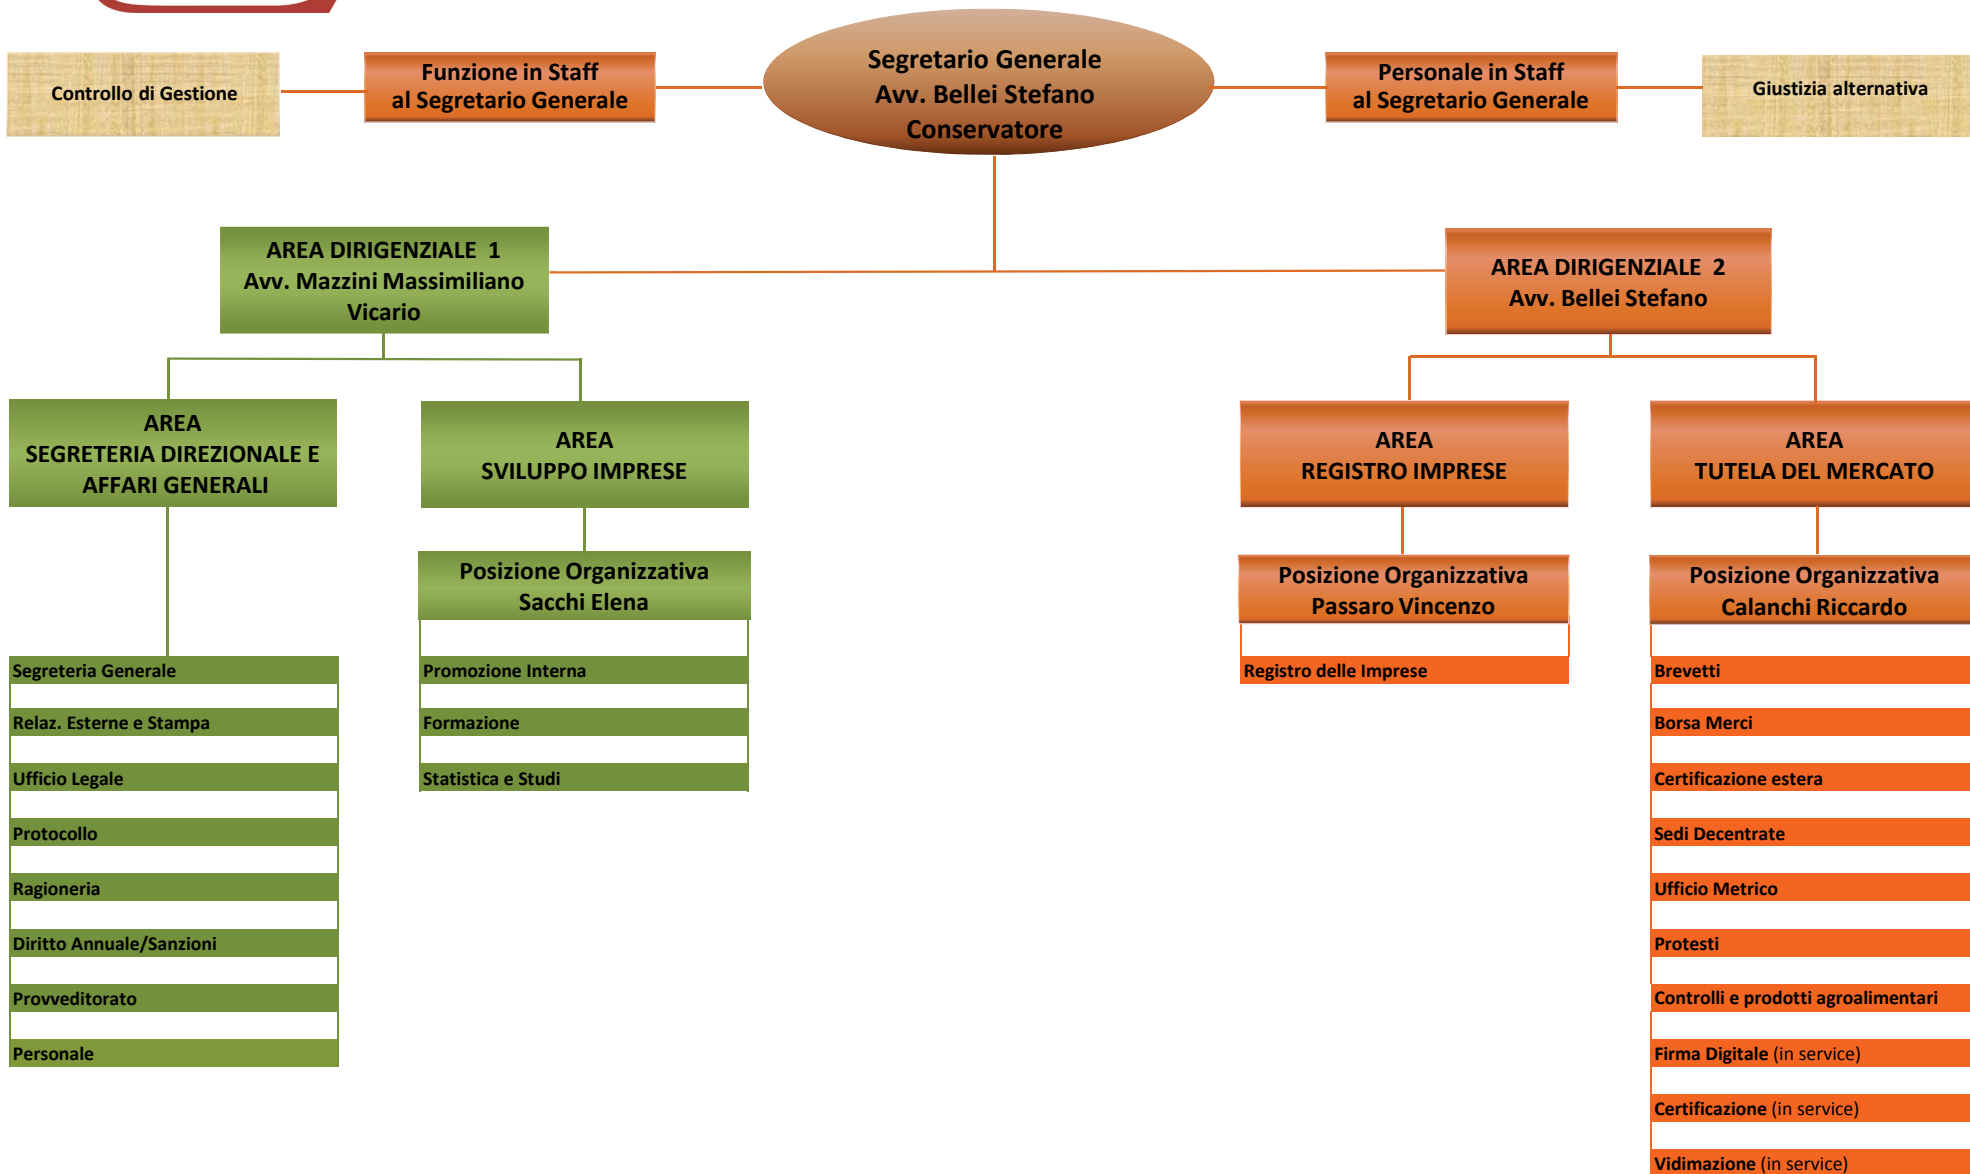 Controllo di Gestione
Funzione in Staff
al Segretario Generale
Segretario Generale
Avv. Bellei Stefano
Conservatore
Personale in Staff
al Segretario Generale
Giustizia alternativa
AREA DIRIGENZIALE 1
Avv. Mazzini Massimiliano
Vicario
AREA DIRIGENZIALE 2
Avv. Bellei Stefano
AREA
SEGRETERIA DIREZIONALE E
AFFARI GENERALI
AREA
SVILUPPO IMPRESE
AREA
REGISTRO IMPRESE
AREA
TUTELA DEL MERCATO
Posizione Organizzativa
Sacchi Elena
Posizione Organizzativa
Passaro Vincenzo
Posizione Organizzativa
Calanchi Riccardo
Segreteria Generale
Relaz. Esterne e Stampa
Ufficio Legale
Protocollo
Ragioneria
Diritto Annuale/Sanzioni
Provveditorato
Personale
Promozione Interna
Formazione
Statistica e Studi
Registro delle Imprese
Brevetti
Borsa Merci
Certificazione estera
Sedi Decentrate
Ufficio Metrico
Protesti
Controlli e prodotti agroalimentari
Firma Digitale (in service)
Certificazione (in service)
Vidimazione (in service)